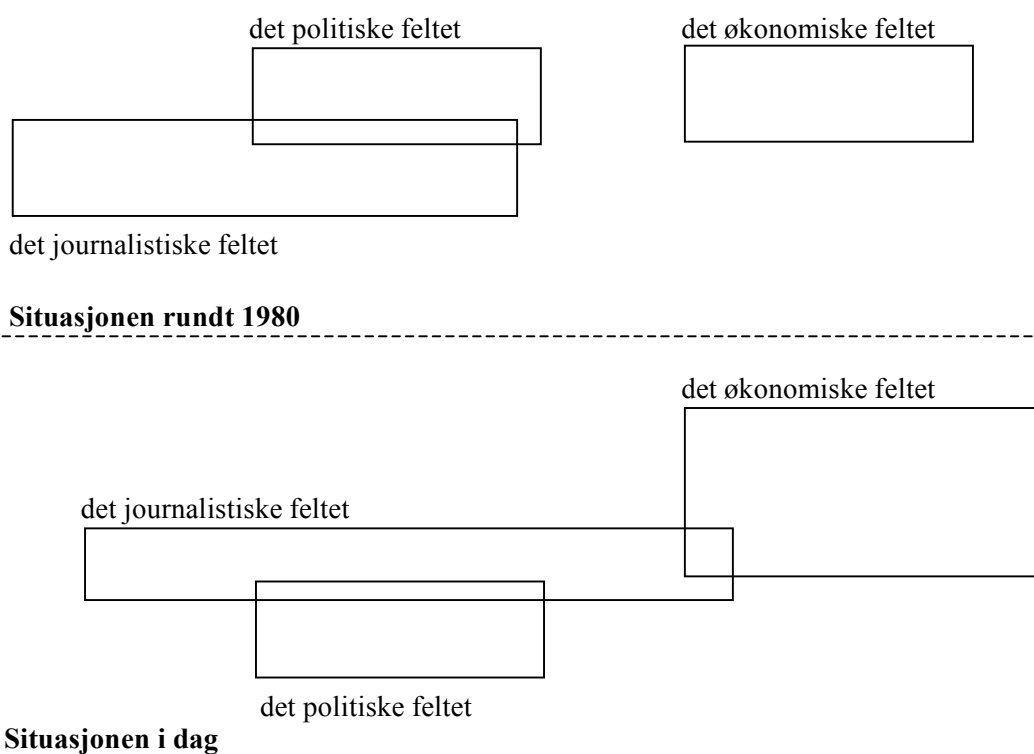 det politiske feltet
det økonomiske feltet
det journalistiske feltet
Situasjonen rundt 1980
det økonomiske feltet
det journalistiske feltet
det politiske feltet
Situasjonen i dag